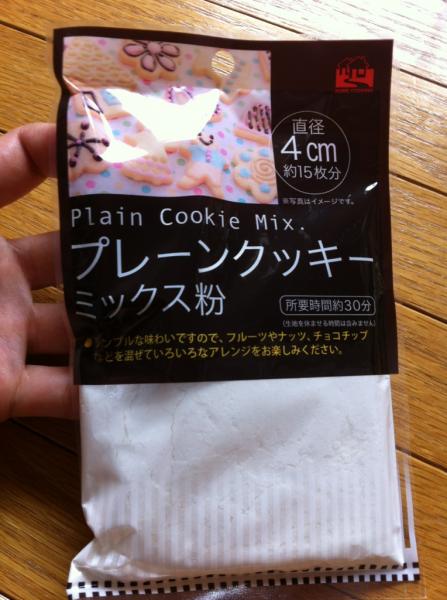 HOME COOKING
直径
4cm
約15枚分
※写真はイメージです。
Plain Cookie Mix.
プレーンクッキー
ミックス粉
所要時間約30分
(生地を休ませる時間は含みません)
●シンプルな味わいですので、フルーツやナッツ、チョコチップ
などを混ぜていろいろなアレンジをお楽しみください。